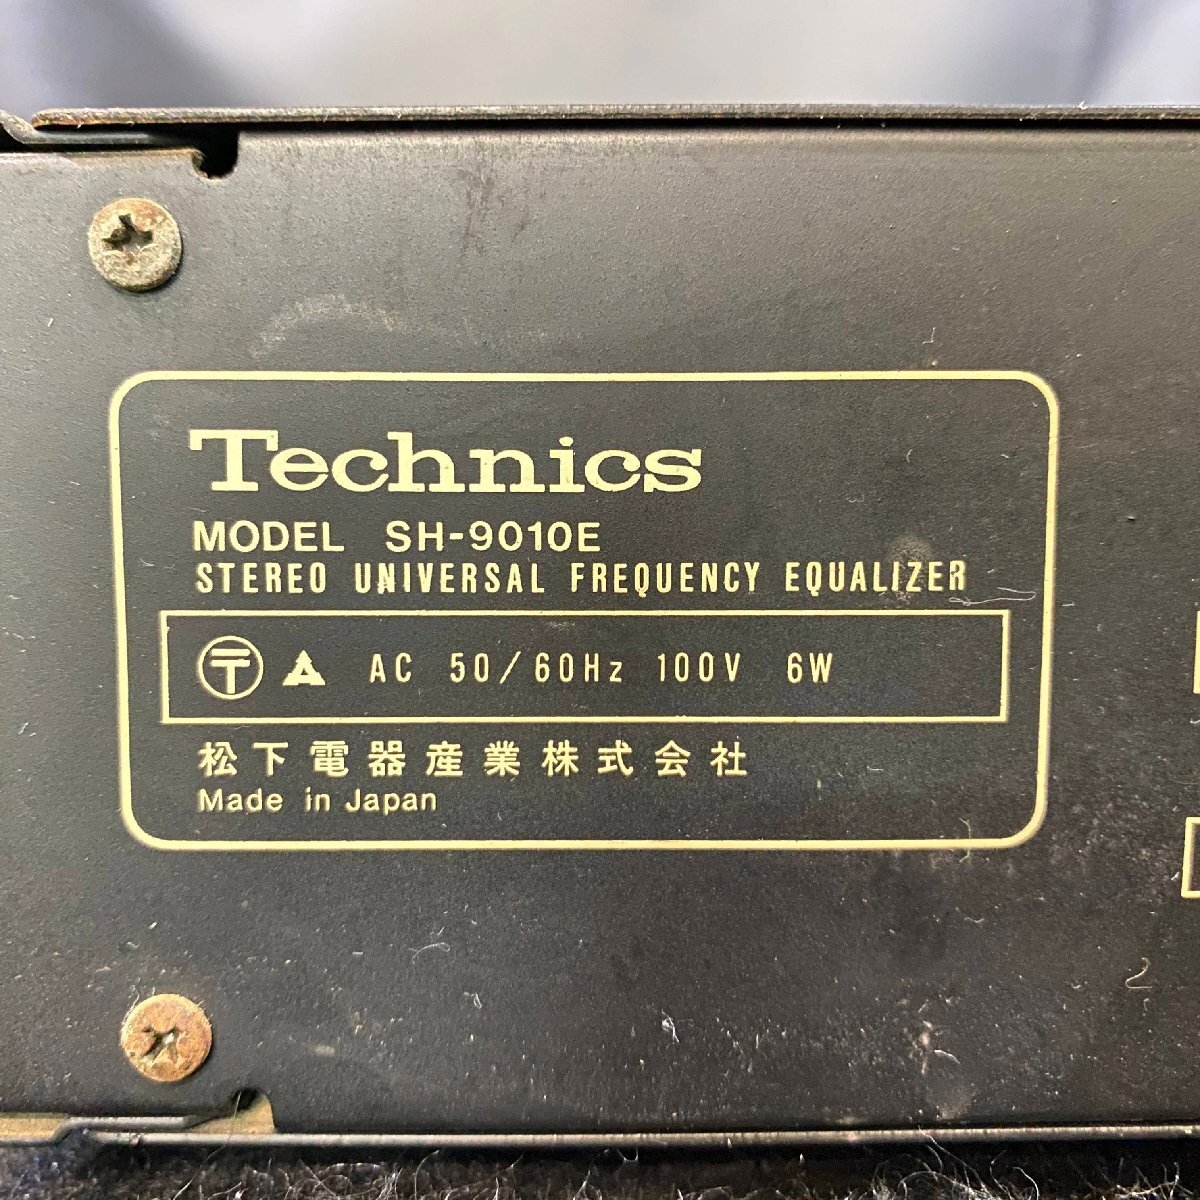 Technics
MODEL SH-9010E
STEREO UNIVERSAL FREQUENCY EQUALIZER
〒 AC 50/60Hz 100V 6W
松下電器産業株式会社
Made in Japan